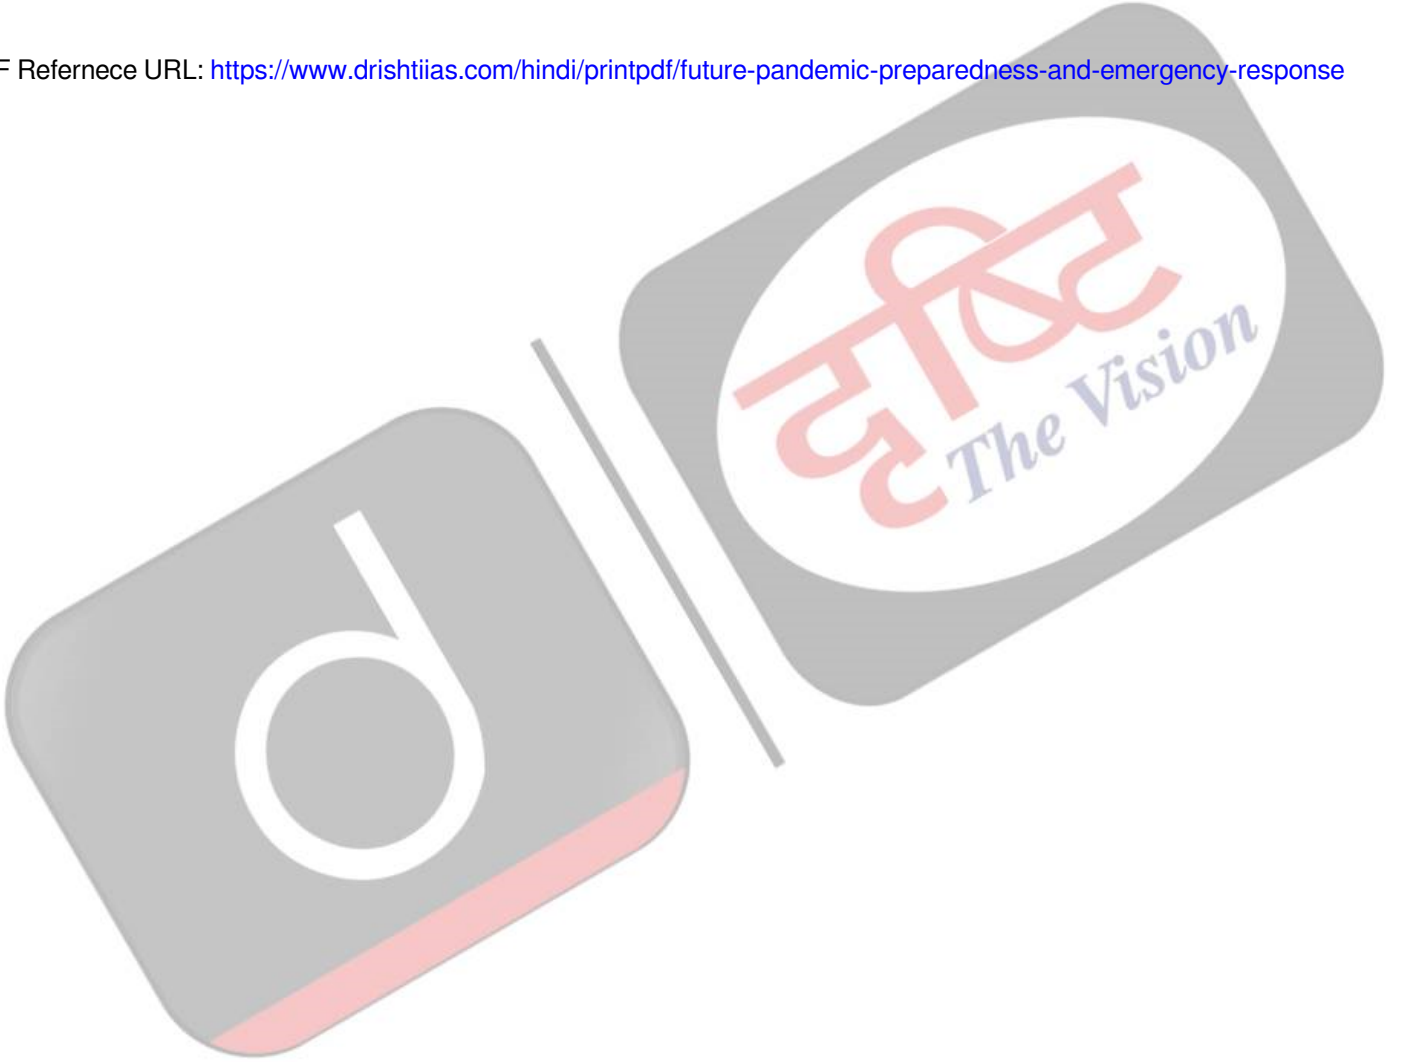 F Refernece URL: https://www.drishtiias.com/hindi/printpdf/future-pandemic-preparedness-and-emergency-response
दृष्टि
The Vision
d